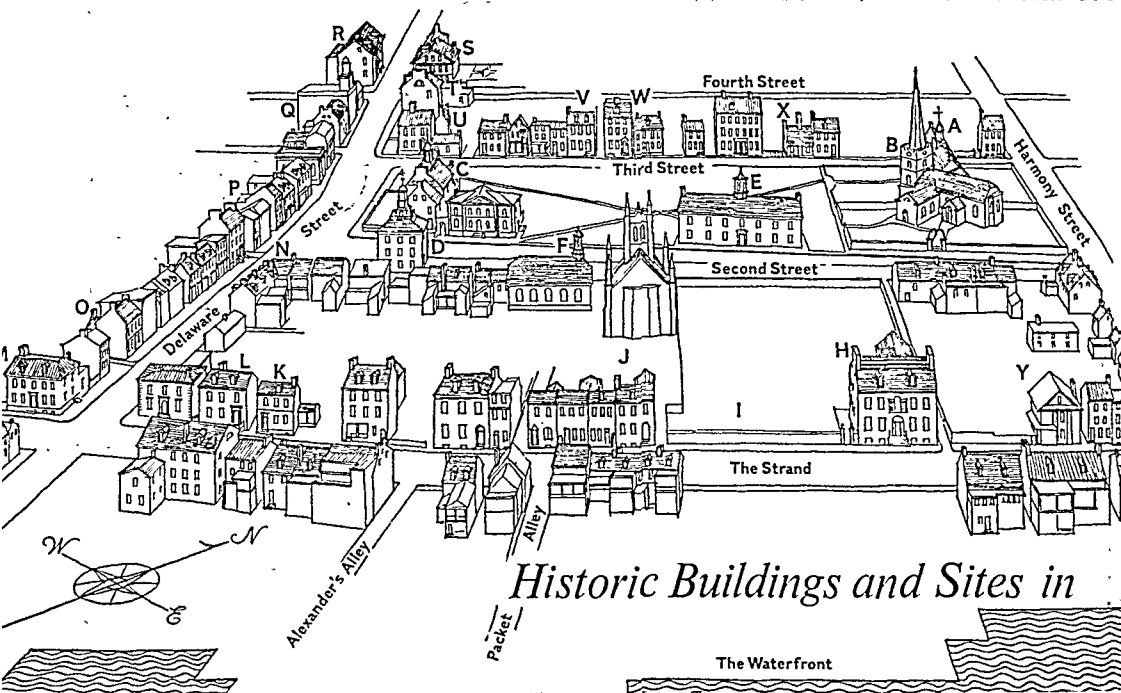 R
S
Fourth Street
Q
V
W
U
X
A
B
Third Street
Harmony Street
C
E
P
Delaware Street
D
F
N
Second Street
O
L
K
J
H
Y
I
The Strand
W
N
E
Alexander's Alley
Packet Alley
Historic Buildings and Sites in
The Waterfront